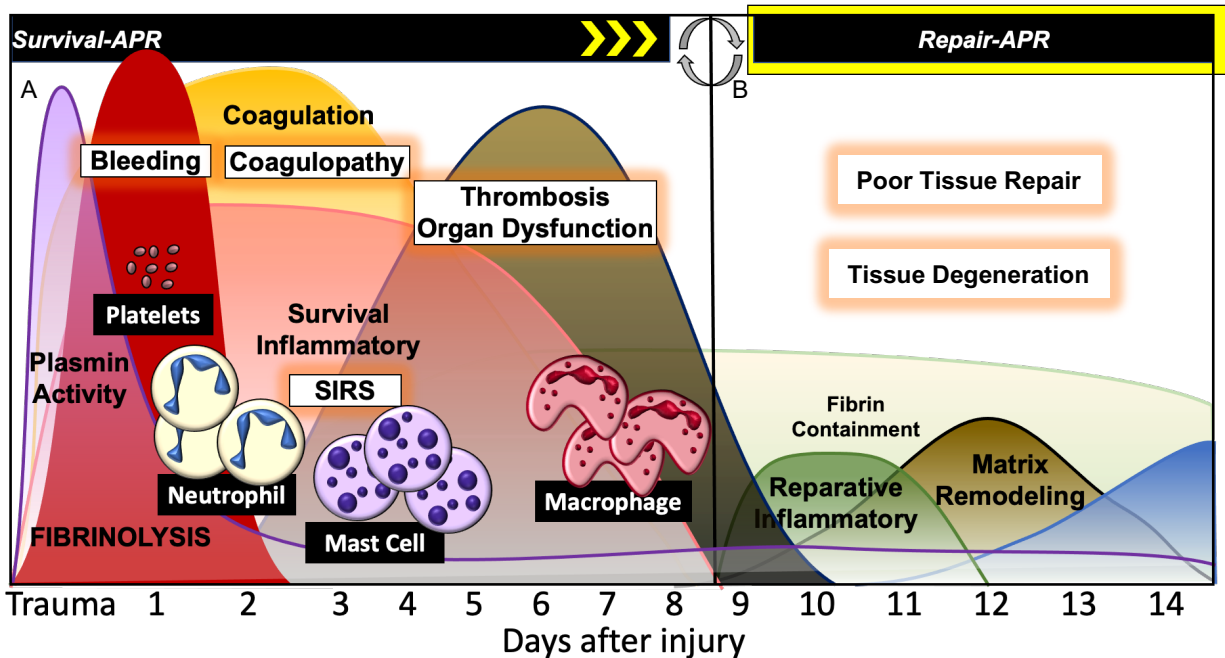 Survival-APR
Repair-APR
A
B
Coagulation
Bleeding
Coagulopathy
Thrombosis
Organ Dysfunction
Poor Tissue Repair
Tissue Degeneration
Platelets
Survival
Inflammatory
SIRS
Plasmin
Activity
Neutrophil
Mast Cell
Macrophage
FIBRINOLYSIS
Fibrin
Containment
Reparative
Inflammatory
Matrix
Remodeling
Trauma 1 2 3 4 5 6 7 8 9 10 11 12 13 14
Days after injury